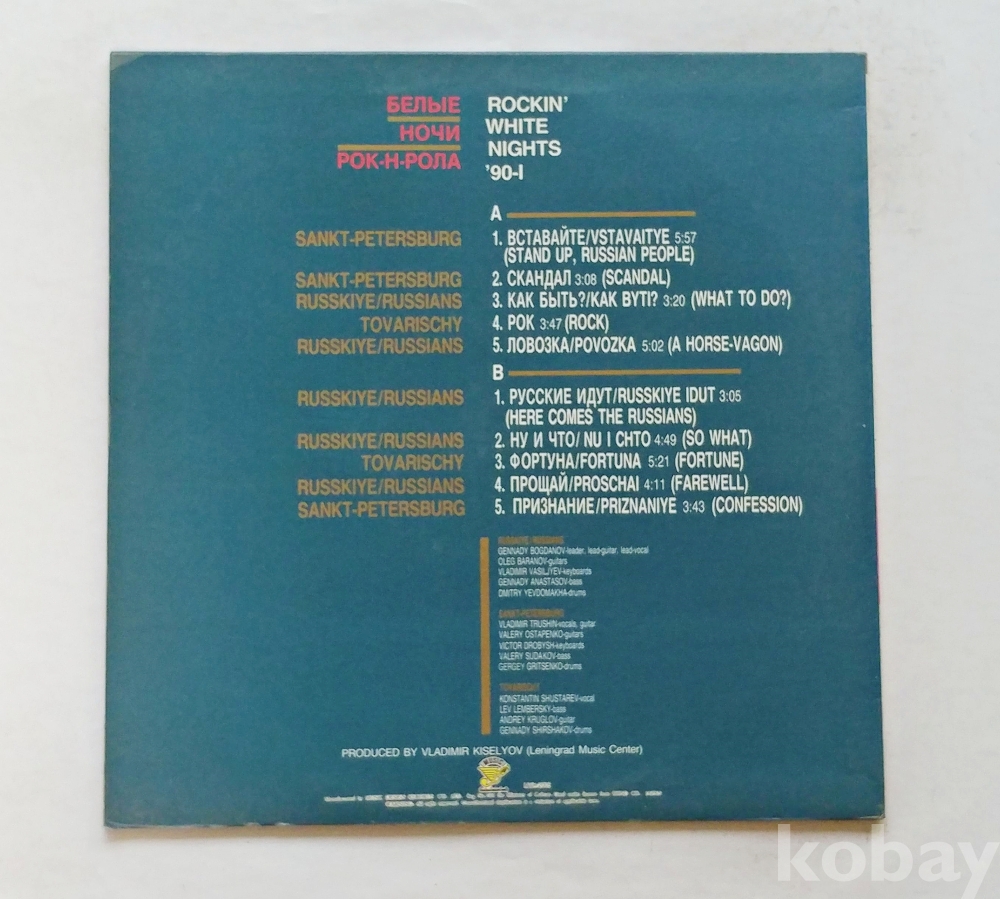 БЕЛЫЕ
НОЧИ
РОК-Н-РОЛА
ROCKIN'
WHITE
NIGHTS
'90-I
A
SANKT-PETERSBURG 1. ВСТАВАЙТЕ/VSTAVAITYE 5:57
(STAND UP, RUSSIAN PEOPLE)
SANKT-PETERSBURG 2. СКАНДАЛ 3:08 (SCANDAL)
RUSSKIYE/RUSSIANS 3. КАК БЫТЬ?/КАК BYTI? 3:20 (WHAT TO DO?)
TOVARISCHY 4. РОК 3:47 (ROCK)
RUSSKIYE/RUSSIANS 5. ЛОВОЗКА/POVOZKA 5:02 (A HORSE-VAGON)
B
RUSSKIYE/RUSSIANS 1. РУССКИЕ ИДУТ/RUSSKIYE IDUT 3:05
(HERE COMES THE RUSSIANS)
RUSSKIYE/RUSSIANS 2. НУ И ЧТО/ NU I CHTO 4:49 (SO WHAT)
TOVARISCHY 3. ФОРТУНА/FORTUNA 5:21 (FORTUNE)
RUSSKIYE/RUSSIANS 4. ПРОЩАЙ/PROSCHAI 4:11 (FAREWELL)
SANKT-PETERSBURG 5. ПРИЗНАНИЕ/PRIZNANIYE 3:43 (CONFESSION)
RUSSKIYE/RUSSIANS
GENNADY BOGDANOV-leader, lead-guitar, lead-vocal
OLEG BARANOV-guitars
VLADIMIR VASILJYEV-keyboards
GENNADY ANASTASOV-bass
DMITRY YEVDOMAKHA-drums
SANKT-PETERSBURG
VLADIMIR TRUSHIN-vocals, guitar
VALERY OSTAPENKO-guitars
VICTOR DROBYSH-keyboards
VALERY SUDAKOV-bass
GERGEY GRITSENKO-drums
TOVARISCHY
KONSTANTIN SHUSTAREV-vocal
LEV LEMBERSKY-bass
ANDREY KRUGLOV-guitar
GENNADY SHIRSHAKOV-drums
PRODUCED BY VLADIMIR KISELYOV (Leningrad Music Center)
kobay